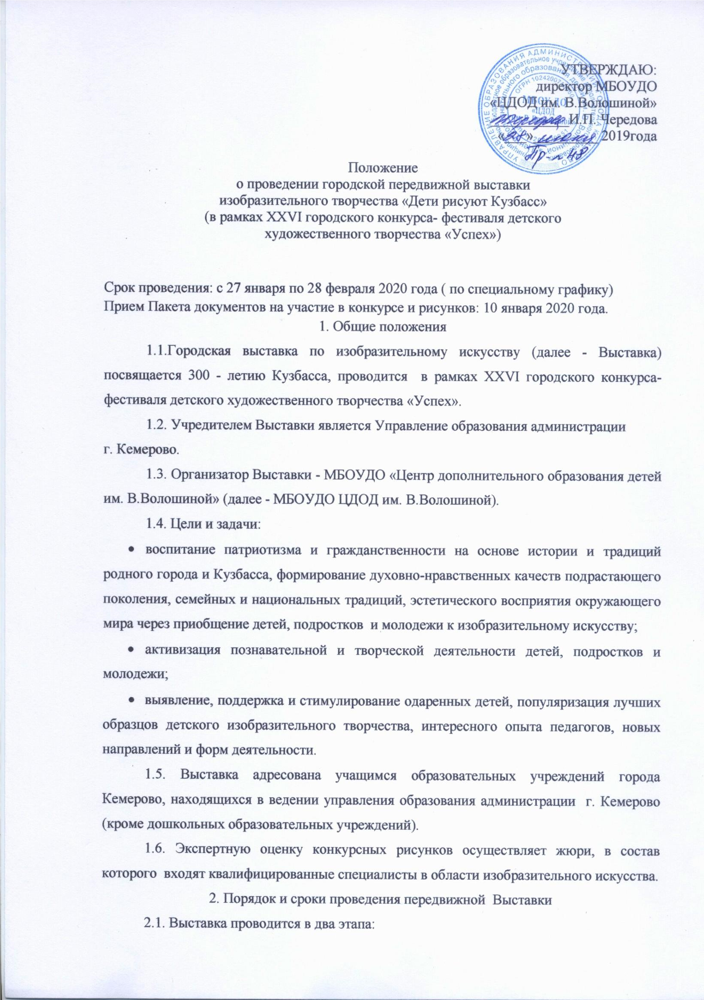 УТВЕРЖДАЮ:
директор МБОУДО
«ЦДОД им. В.Волошиной»
И.П. Чередова
«28» 2019года
Пр-л
УПРАВЛЕНИЕ ОБРАЗОВАНИЯ АДМИНИСТРАЦИИ ГОРОДА КЕМЕРОВО
МБОУ ДО
«ЦДОД
Положение
о проведении городской передвижной выставки
изобразительного творчества «Дети рисуют Кузбасс»
(в рамках XXVI городского конкурса- фестиваля детского
художественного творчества «Успех»)
Срок проведения: с 27 января по 28 февраля 2020 года ( по специальному графику)
Прием Пакета документов на участие в конкурсе и рисунков: 10 января 2020 года.
1. Общие положения
1.1.Городская выставка по изобразительному искусству (далее - Выставка)
посвящается 300 - летию Кузбасса, проводится в рамках XXVI городского конкурса-
фестиваля детского художественного творчества «Успех».
1.2. Учредителем Выставки является Управление образования администрации
г. Кемерово.
1.3. Организатор Выставки - МБОУДО «Центр дополнительного образования детей
им. В.Волошиной» (далее - МБОУДО ЦДОД им. В.Волошиной).
1.4. Цели и задачи:
• воспитание патриотизма и гражданственности на основе истории и традиций
родного города и Кузбасса, формирование духовно-нравственных качеств подрастающего
поколения, семейных и национальных традиций, эстетического восприятия окружающего
мира через приобщение детей, подростков и молодежи к изобразительному искусству;
• активизация познавательной и творческой деятельности детей, подростков и
молодежи;
• выявление, поддержка и стимулирование одаренных детей, популяризация лучших
образцов детского изобразительного творчества, интересного опыта педагогов, новых
направлений и форм деятельности.
1.5. Выставка адресована учащимся образовательных учреждений города
Кемерово, находящихся в ведении управления образования администрации г. Кемерово
(кроме дошкольных образовательных учреждений).
1.6. Экспертную оценку конкурсных рисунков осуществляет жюри, в состав
которого входят квалифицированные специалисты в области изобразительного искусства.
2. Порядок и сроки проведения передвижной Выставки
2.1. Выставка проводится в два этапа: